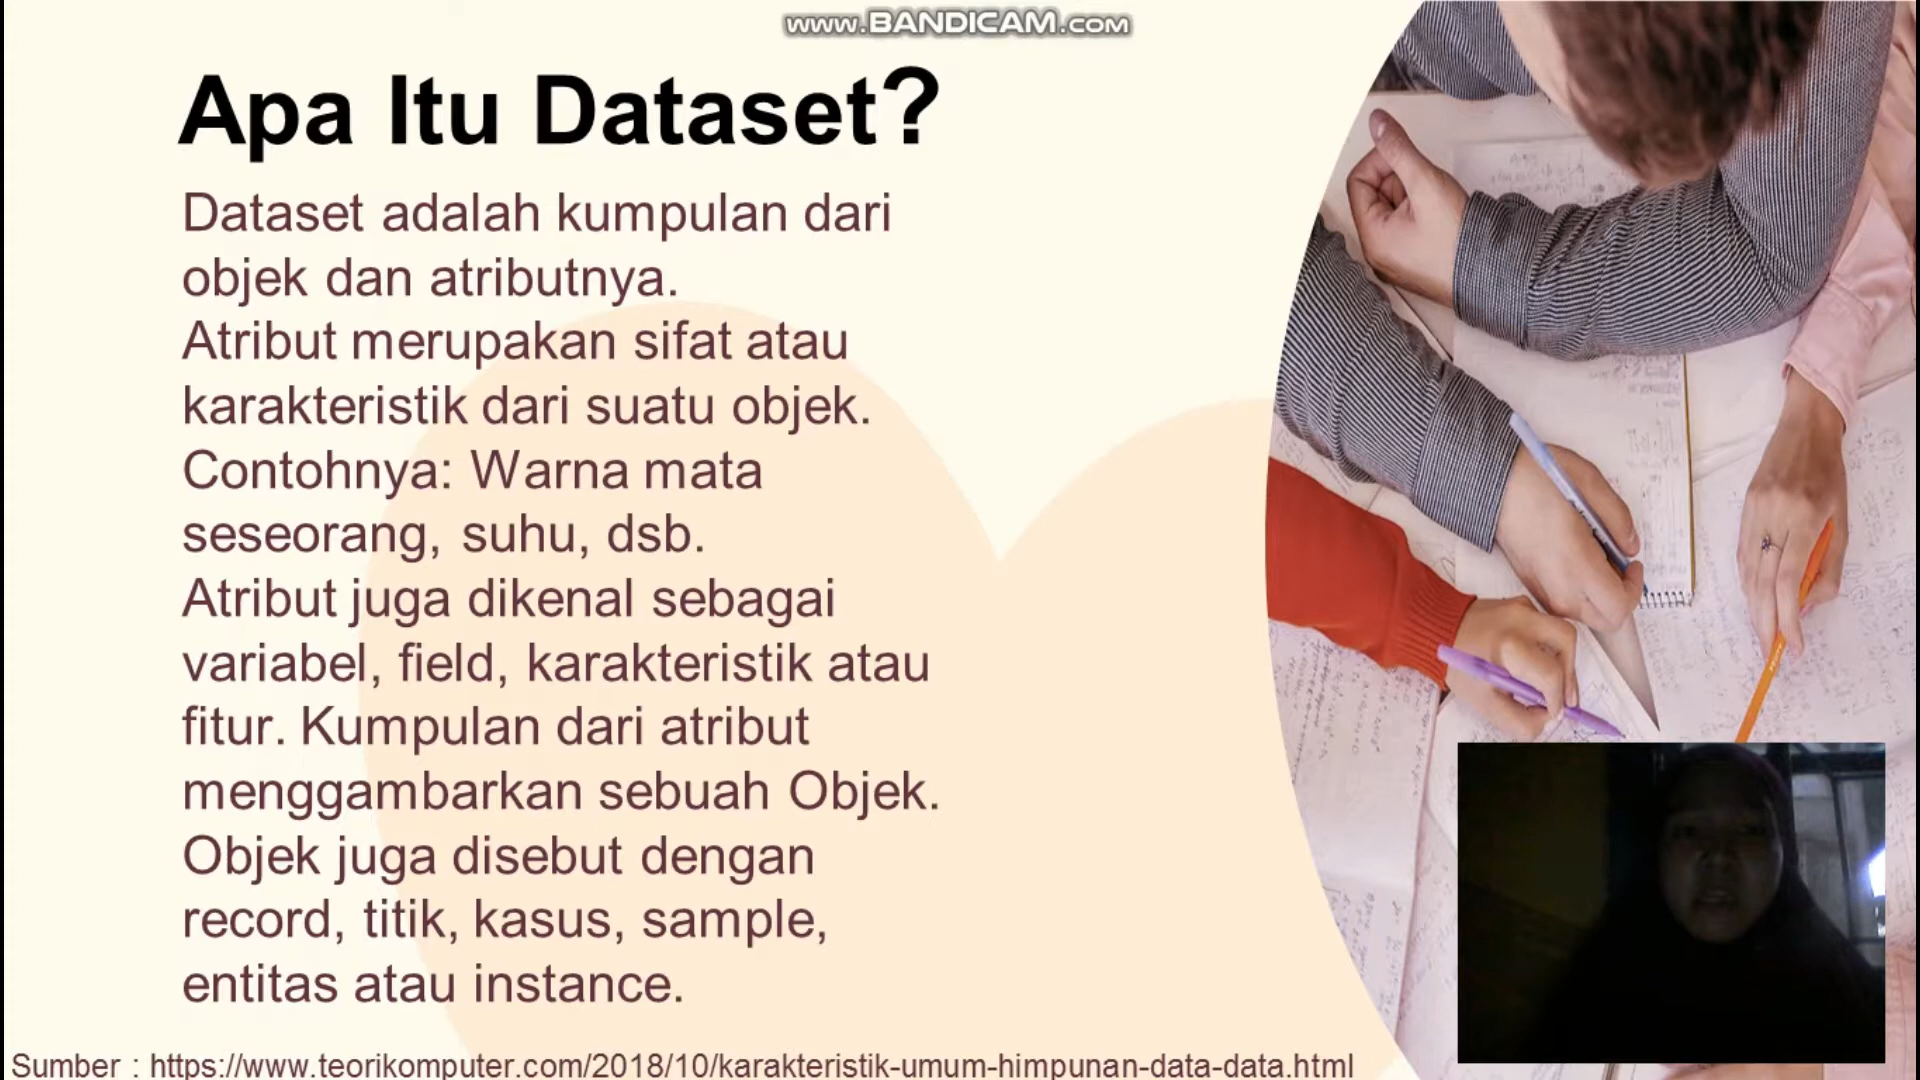 www.BANDICAM.com
Apa Itu Dataset?
Dataset adalah kumpulan dari
objek dan atributnya.
Atribut merupakan sifat atau
karakteristik dari suatu objek.
Contohnya: Warna mata
seseorang, suhu, dsb.
Atribut juga dikenal sebagai
variabel, field, karakteristik atau
fitur. Kumpulan dari atribut
menggambarkan sebuah Objek.
Objek juga disebut dengan
record, titik, kasus, sample,
entitas atau instance.
Sumber : https://www.teorikomputer.com/2018/10/karakteristik-umum-himpunan-data-data.html